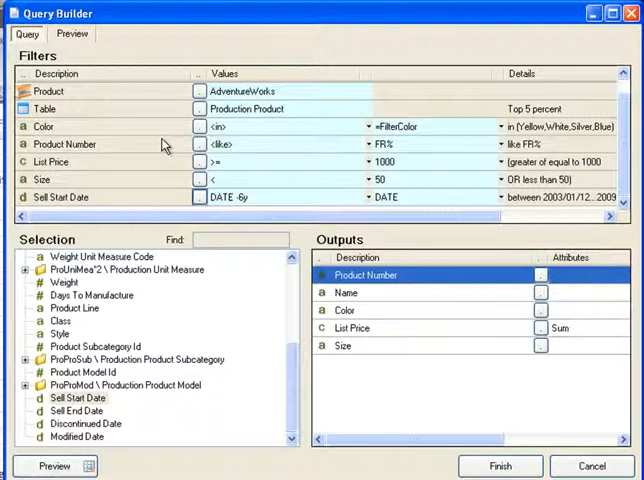 Query Builder
Query Preview
Filters
.. Description .. Values Details
Product . AdventureWorks
Table . Production Product Top 5 percent
a Color . <in> =FilterColor in (Yellow,White,Silver,Blue)
a Product Number . <like> FR% like FR%
c List Price . >= 1000 (greater of equal to 1000
a Size . < 50 OR less than 50)
d Sell Start Date . DATE -6y DATE between 2003/01/12...2009
Selection Find:
a Weight Unit Measure Code
ProUniMea^2 \ Production Unit Measure
# Weight
# Days To Manufacture
a Product Line
a Class
a Style
# Product Subcategory Id
ProProSub \ Production Product Subcategory
# Product Model Id
ProProMod \ Production Product Model
d Sell Start Date
d Sell End Date
d Discontinued Date
d Modified Date
Outputs
. Description . Attributes
a Product Number .
a Name .
a Color .
c List Price . Sum
a Size .
Preview Finish Cancel